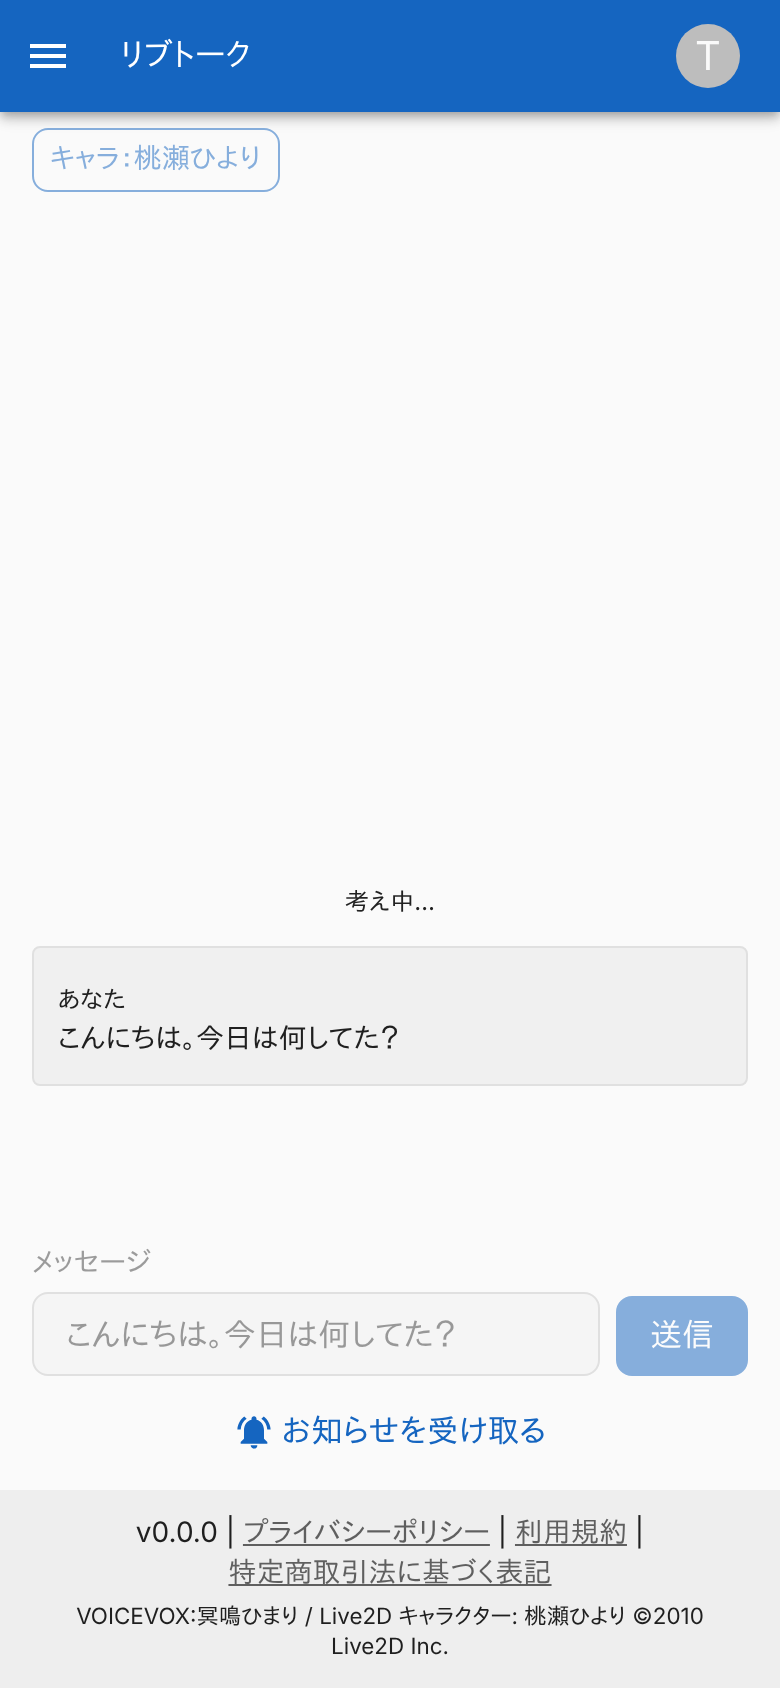 リブトーク
T
キャラ：桃瀬ひより
考え中...
あなた
こんにちは。今日は何してた？
メッセージ
こんにちは。今日は何してた？
送信
お知らせを受け取る
v0.0.0 | プライバシーポリシー | 利用規約 |
特定商取引法に基づく表記
VOICEVOX:冥鳴ひまり / Live2D キャラクター: 桃瀬ひより ©2010
Live2D Inc.